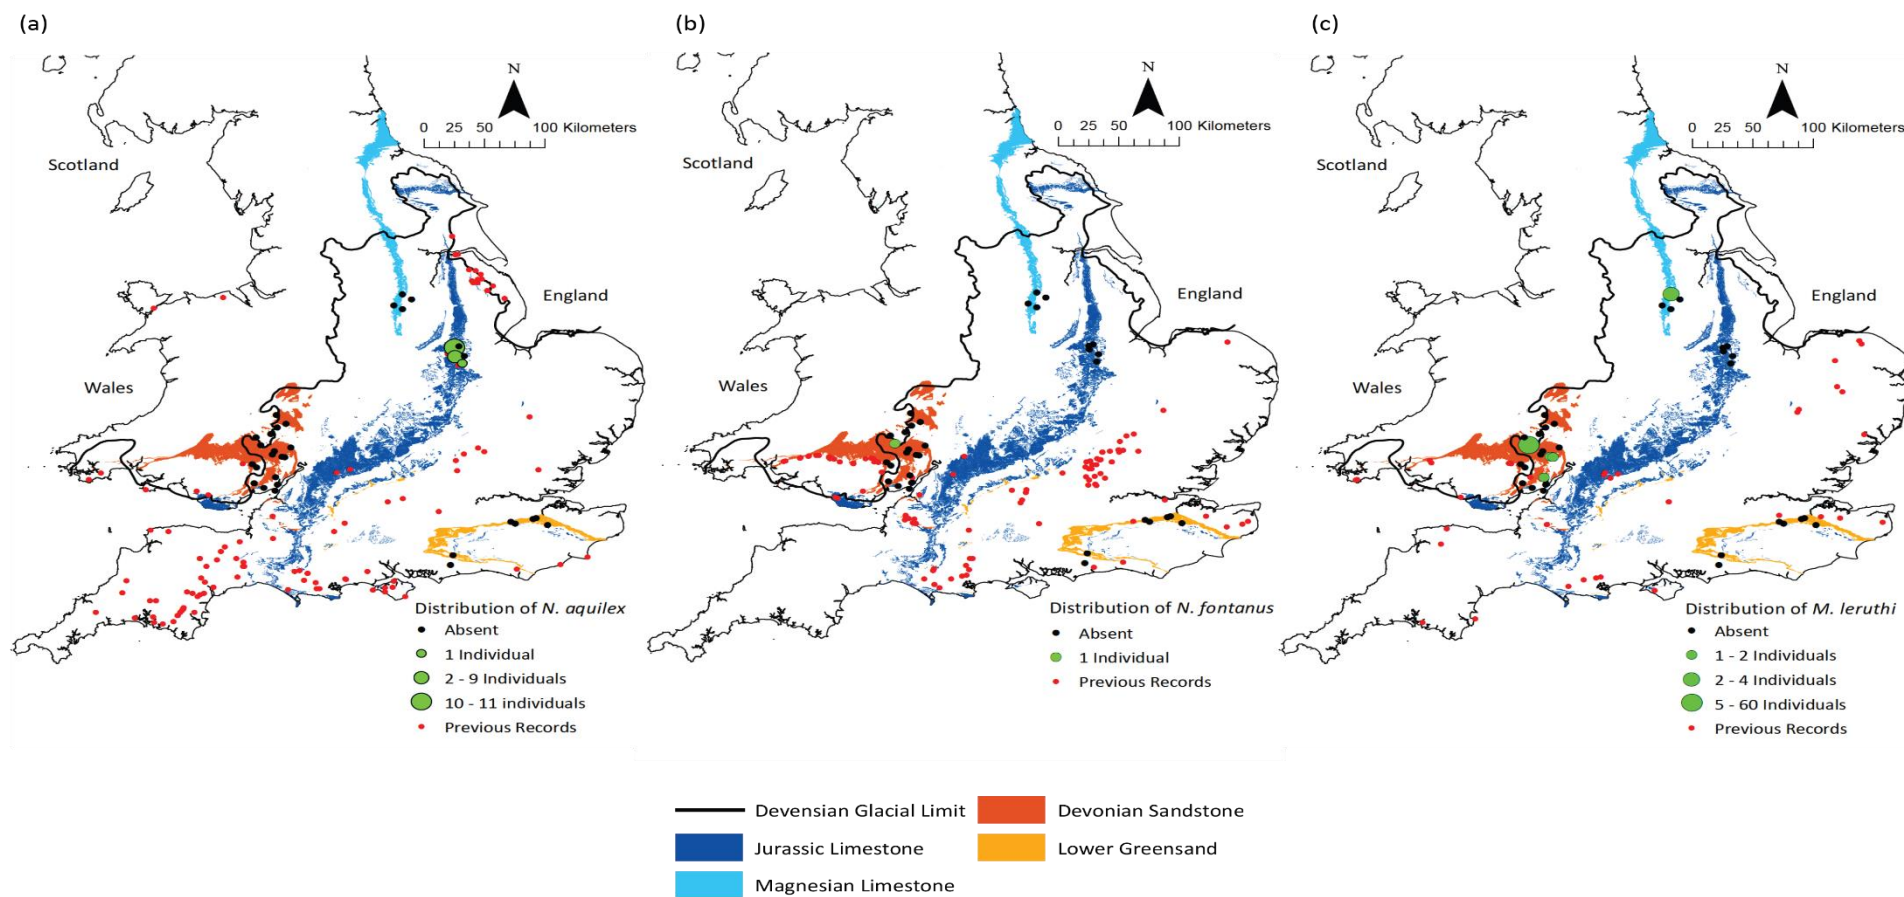 (a)
N
0 25 50 100 Kilometers
Scotland
England
Wales
Distribution of N. aquilex
Absent
1 Individual
2 - 9 Individuals
10 - 11 individuals
Previous Records
(b)
N
0 25 50 100 Kilometers
Scotland
England
Wales
Distribution of N. fontanus
Absent
1 Individual
Previous Records
(c)
N
0 25 50 100 Kilometers
Scotland
England
Wales
Distribution of M. leruthi
Absent
1 - 2 Individuals
2 - 4 Individuals
5 - 60 Individuals
Previous Records
Devensian Glacial Limit
Jurassic Limestone
Magnesian Limestone
Devonian Sandstone
Lower Greensand